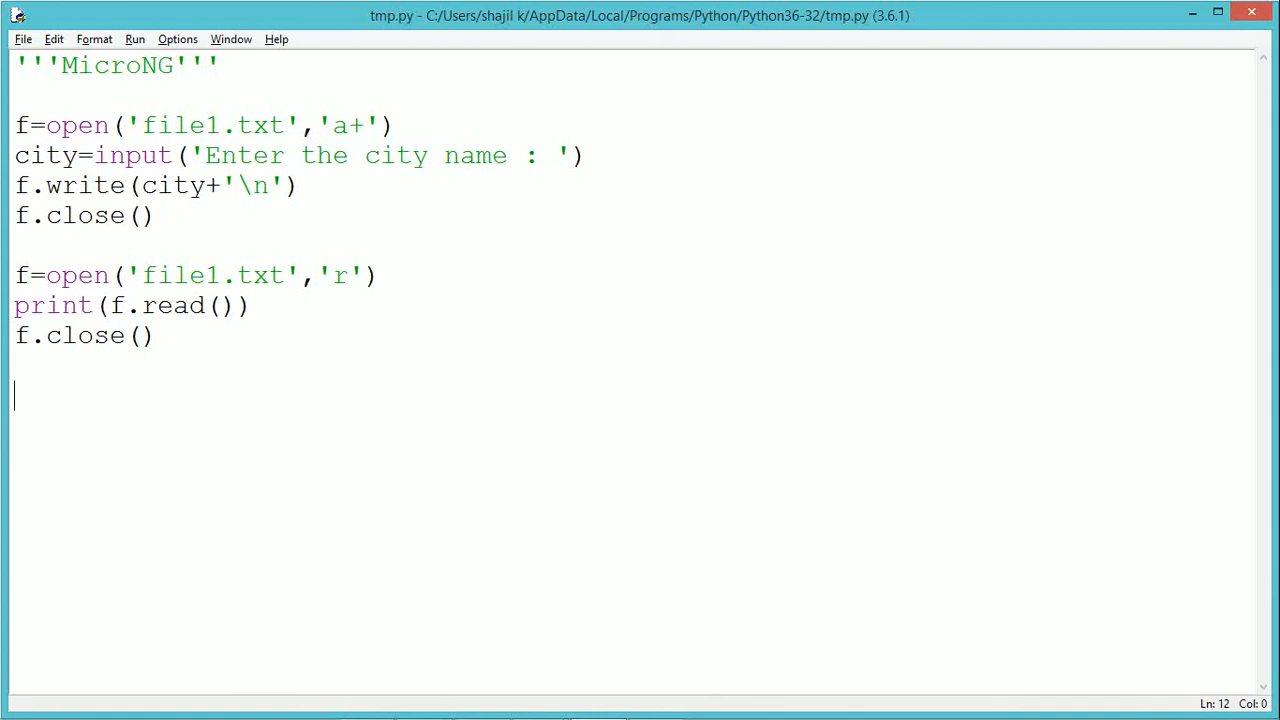 tmp.py - C:/Users/shajil k/AppData/Local/Programs/Python/Python36-32/tmp.py (3.6.1)
File Edit Format Run Options Window Help
'''MicroNG'''
f=open('file1.txt','a+')
city=input('Enter the city name : ')
f.write(city+'\n')
f.close()
f=open('file1.txt','r')
print(f.read())
f.close()
Ln: 12 Col: 0